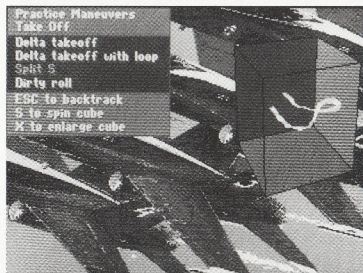 Practice Maneuvers
Take Off
Delta takeoff
Delta takeoff with loop
Split S
Dirty roll
ESC to backtrack
S to spin cube
X to enlarge cube